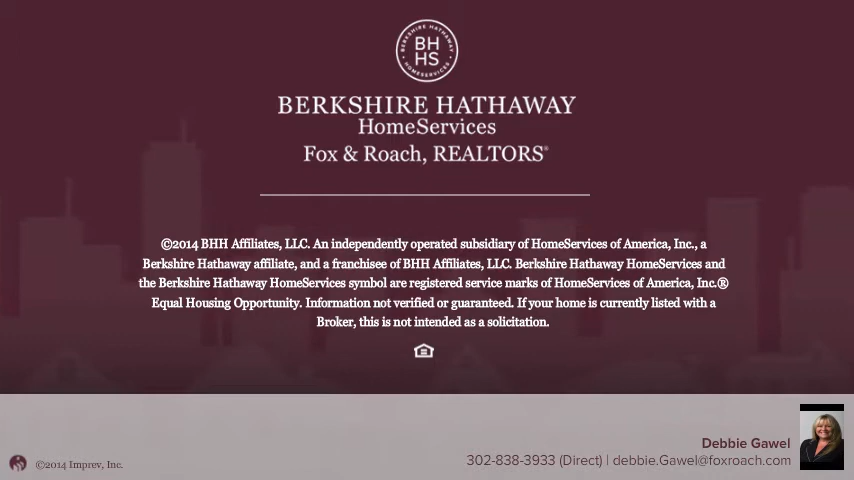 BERKSHIRE HATHAWAY
BH
HS
HOMESERVICES
BERKSHIRE HATHAWAY
HomeServices
Fox & Roach, REALTORS®
©2014 BHH Affiliates, LLC. An independently operated subsidiary of HomeServices of America, Inc., a
Berkshire Hathaway affiliate, and a franchisee of BHH Affiliates, LLC. Berkshire Hathaway HomeServices and
the Berkshire Hathaway HomeServices symbol are registered service marks of HomeServices of America, Inc.®
Equal Housing Opportunity. Information not verified or guaranteed. If your home is currently listed with a
Broker, this is not intended as a solicitation.
Debbie Gawel
302-838-3933 (Direct) | debbie.Gawel@foxroach.com
©2014 Imprev, Inc.